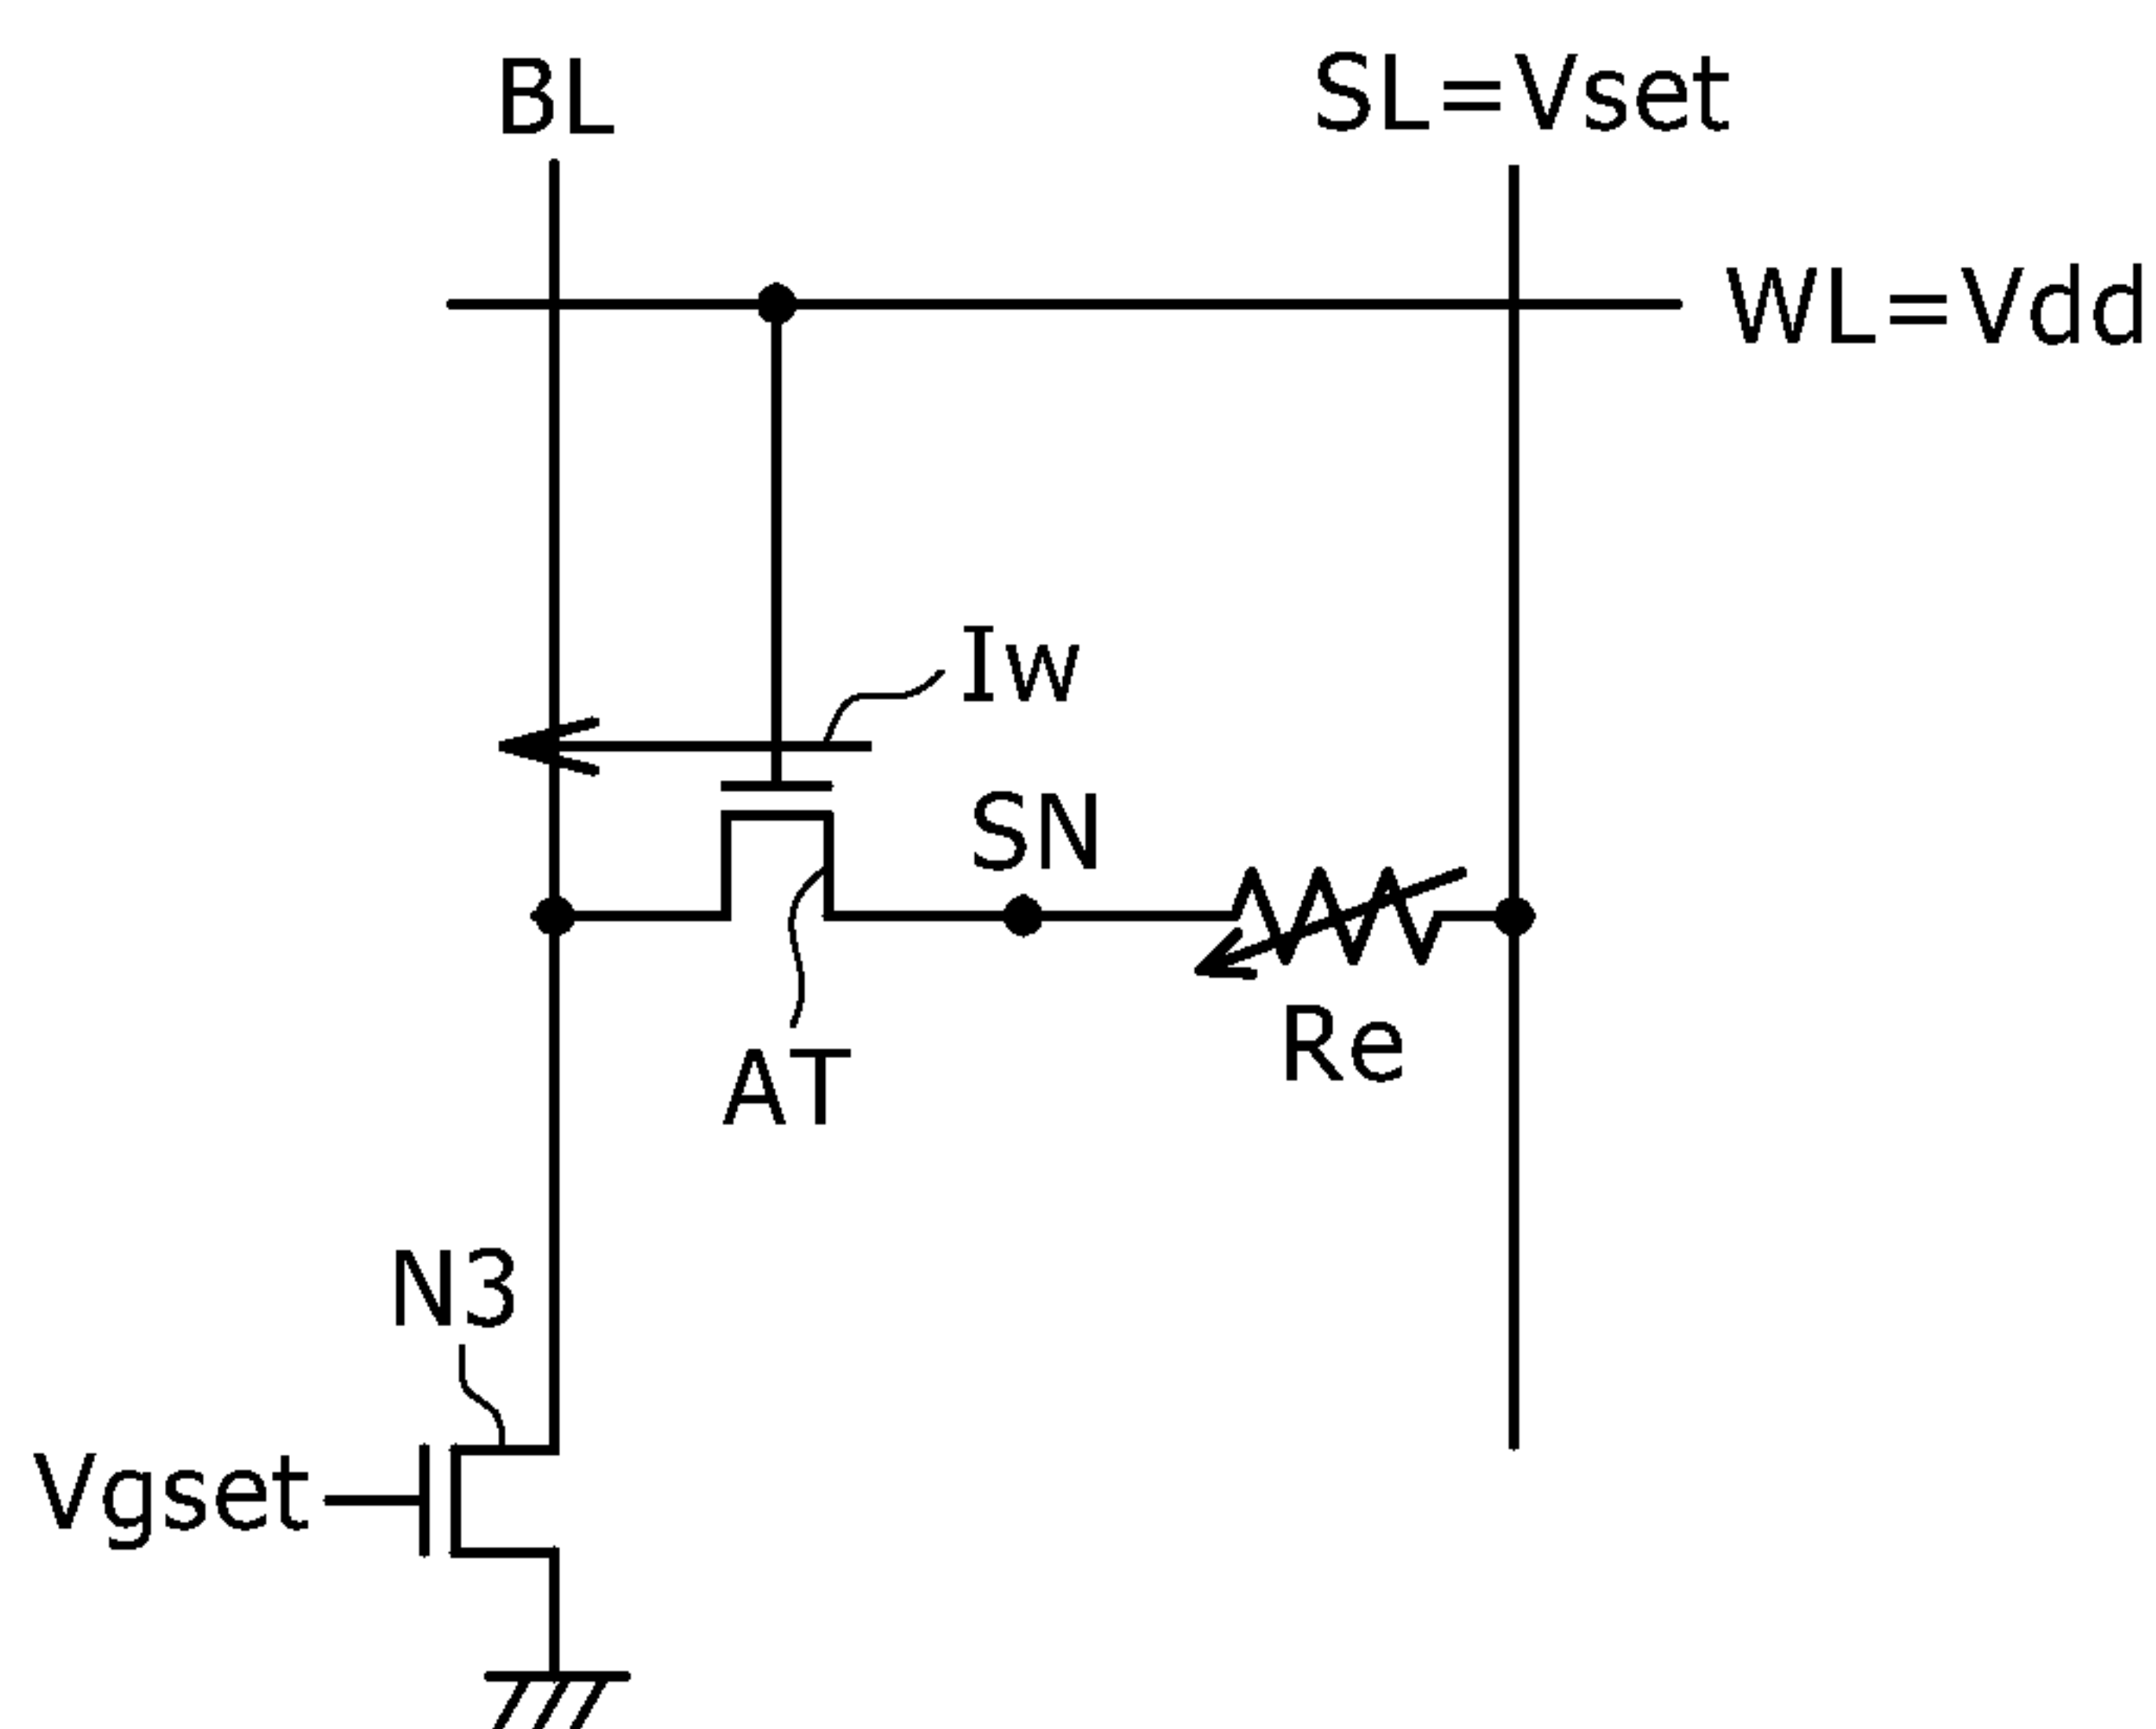 BL
SL=Vset
WL=Vdd
Iw
SN
Re
AT
N3
Vgset